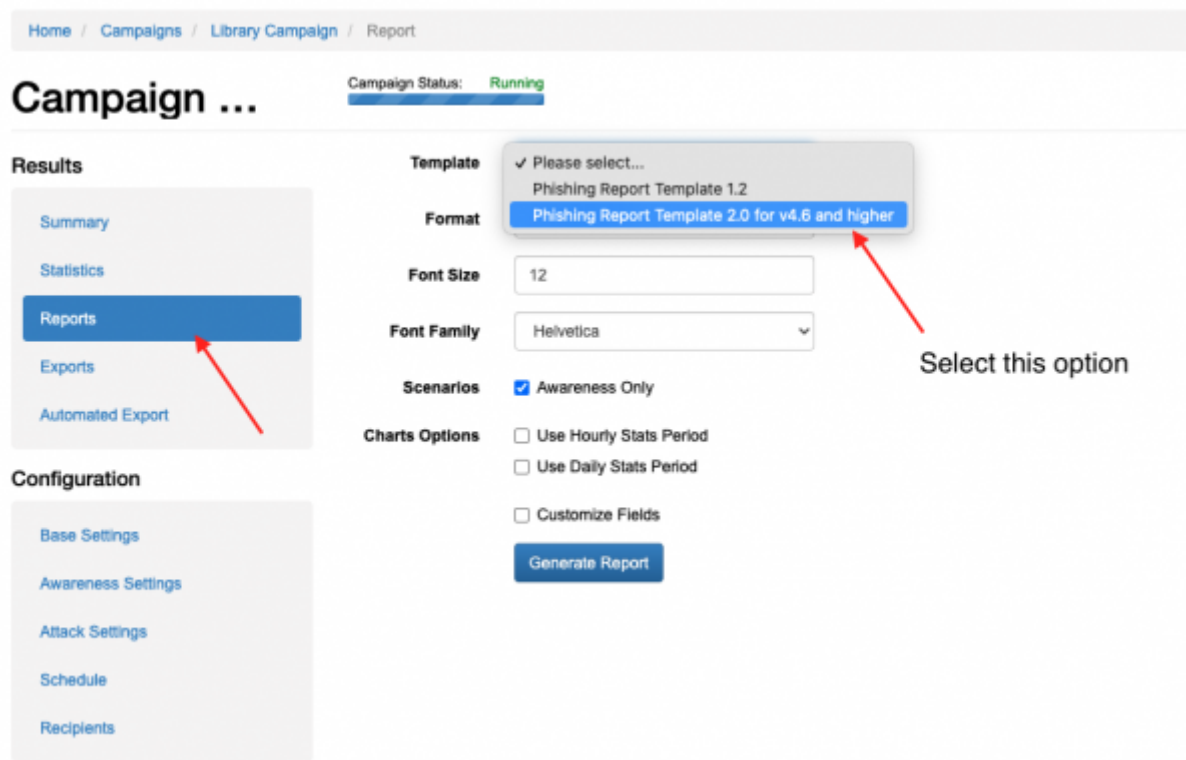 Home / Campaigns / Library Campaign / Report
Campaign ...
Campaign Status: Running
Results
Summary
Statistics
Reports
Exports
Automated Export
Configuration
Base Settings
Awareness Settings
Attack Settings
Schedule
Recipients
Template
✓ Please select...
Phishing Report Template 1.2
Phishing Report Template 2.0 for v4.6 and higher
Format
Font Size 12
Font Family Helvetica
Scenarios Awareness Only
Charts Options Use Hourly Stats Period
Use Daily Stats Period
Customize Fields
Generate Report
Select this option